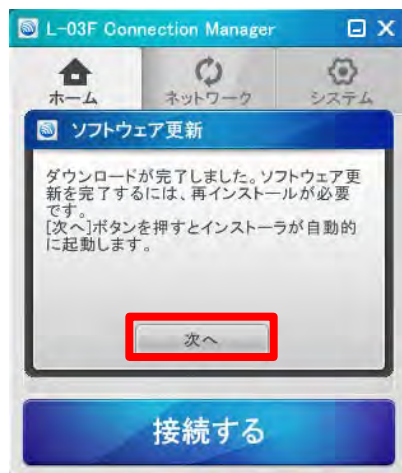 L-03F Connection Manager
ホーム ネットワーク システム
ソフトウェア更新
ダウンロードが完了しました。ソフトウェア更
新を完了するには、再インストールが必要
です。
[次へ]ボタンを押すとインストーラが自動的
に起動します。
次へ
接続する